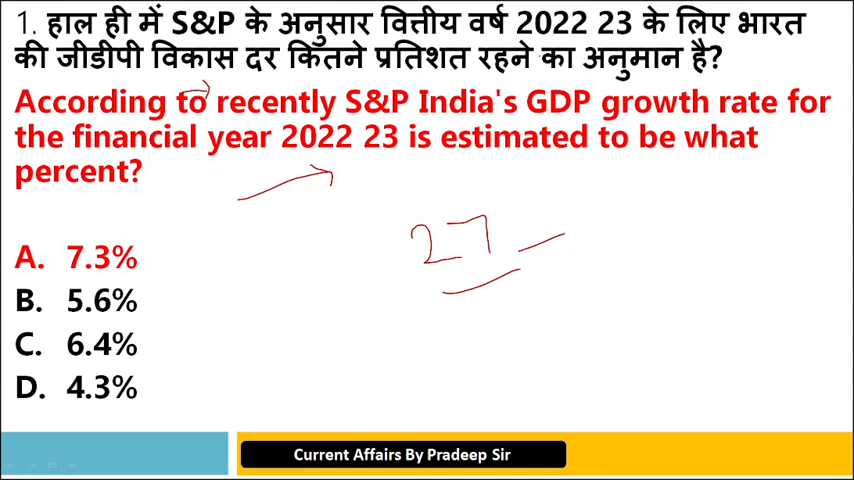 1. हाल ही में S&P के अनुसार वित्तीय वर्ष 2022 23 के लिए भारत
की जीडीपी विकास दर कितने प्रतिशत रहने का अनुमान है?
According to recently S&P India's GDP growth rate for
the financial year 2022 23 is estimated to be what
percent?
27
A. 7.3%
B. 5.6%
C. 6.4%
D. 4.3%
Current Affairs By Pradeep Sir